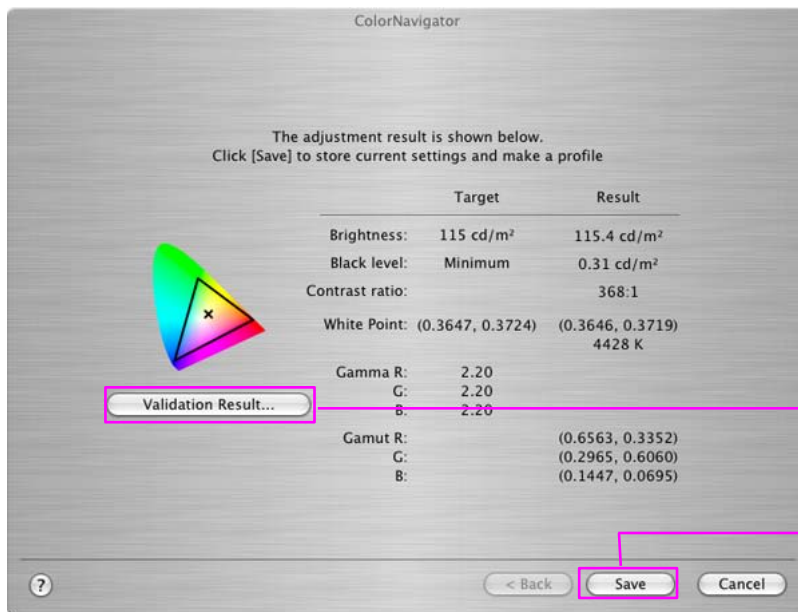 ColorNavigator
The adjustment result is shown below.
Click [Save] to store current settings and make a profile
Target Result
Brightness: 115 cd/m² 115.4 cd/m²
Black level: Minimum 0.31 cd/m²
Contrast ratio: 368:1
White Point: (0.3647, 0.3724) (0.3646, 0.3719)
4428 K
Gamma R: 2.20
G: 2.20
Validation Result...
B: 2.20
Gamut R: (0.6563, 0.3352)
G: (0.2965, 0.6060)
B: (0.1447, 0.0695)
? < Back Save Cancel